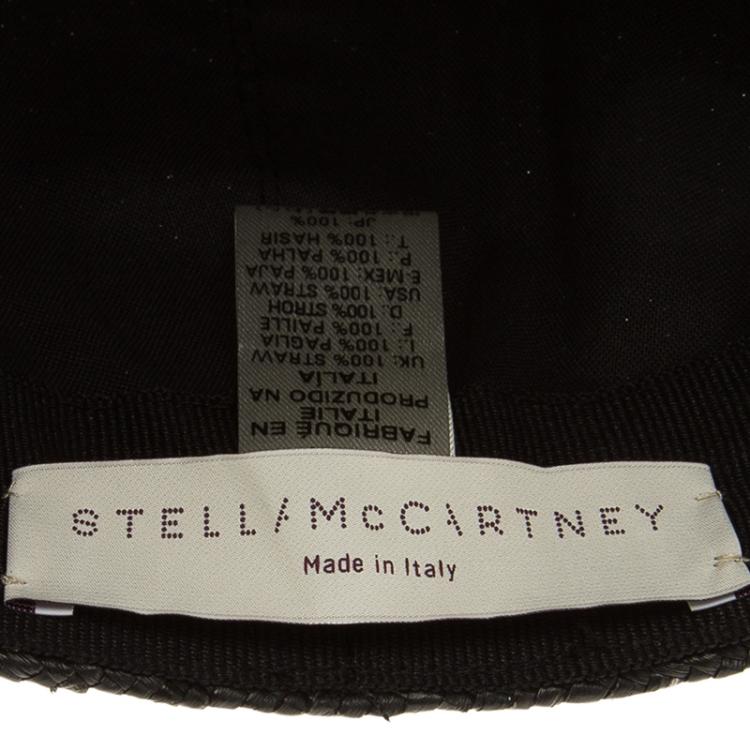 STELLA McCARTNEY
Made in Italy
FABRIQUÉ EN
ITALIE
PRODUZIDO NA
ITÁLIA
UK: 100% STRAW
I.: 100% PAGLIA
F.: 100% PAILLE
D. 100% STROH
USA: 100% STRAW
E-MEX: 100% PAJA
P.: 100% PALHA
T.: 100% HASIR
JP: 100%